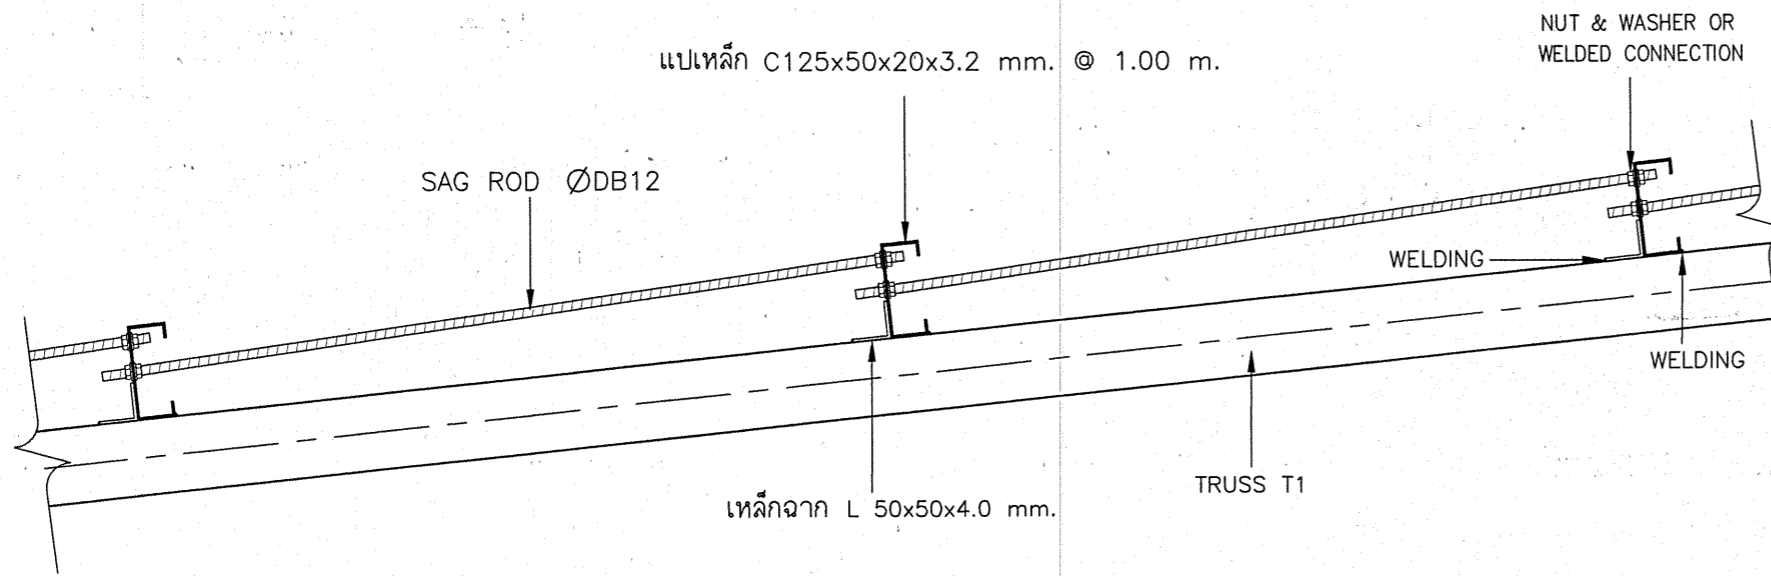 NUT & WASHER OR
WELDED CONNECTION
แปเหล็ก C125x50x20x3.2 mm. @ 1.00 m.
SAG ROD ØDB12
WELDING
WELDING
TRUSS T1
เหล็กฉาก L 50x50x4.0 mm.